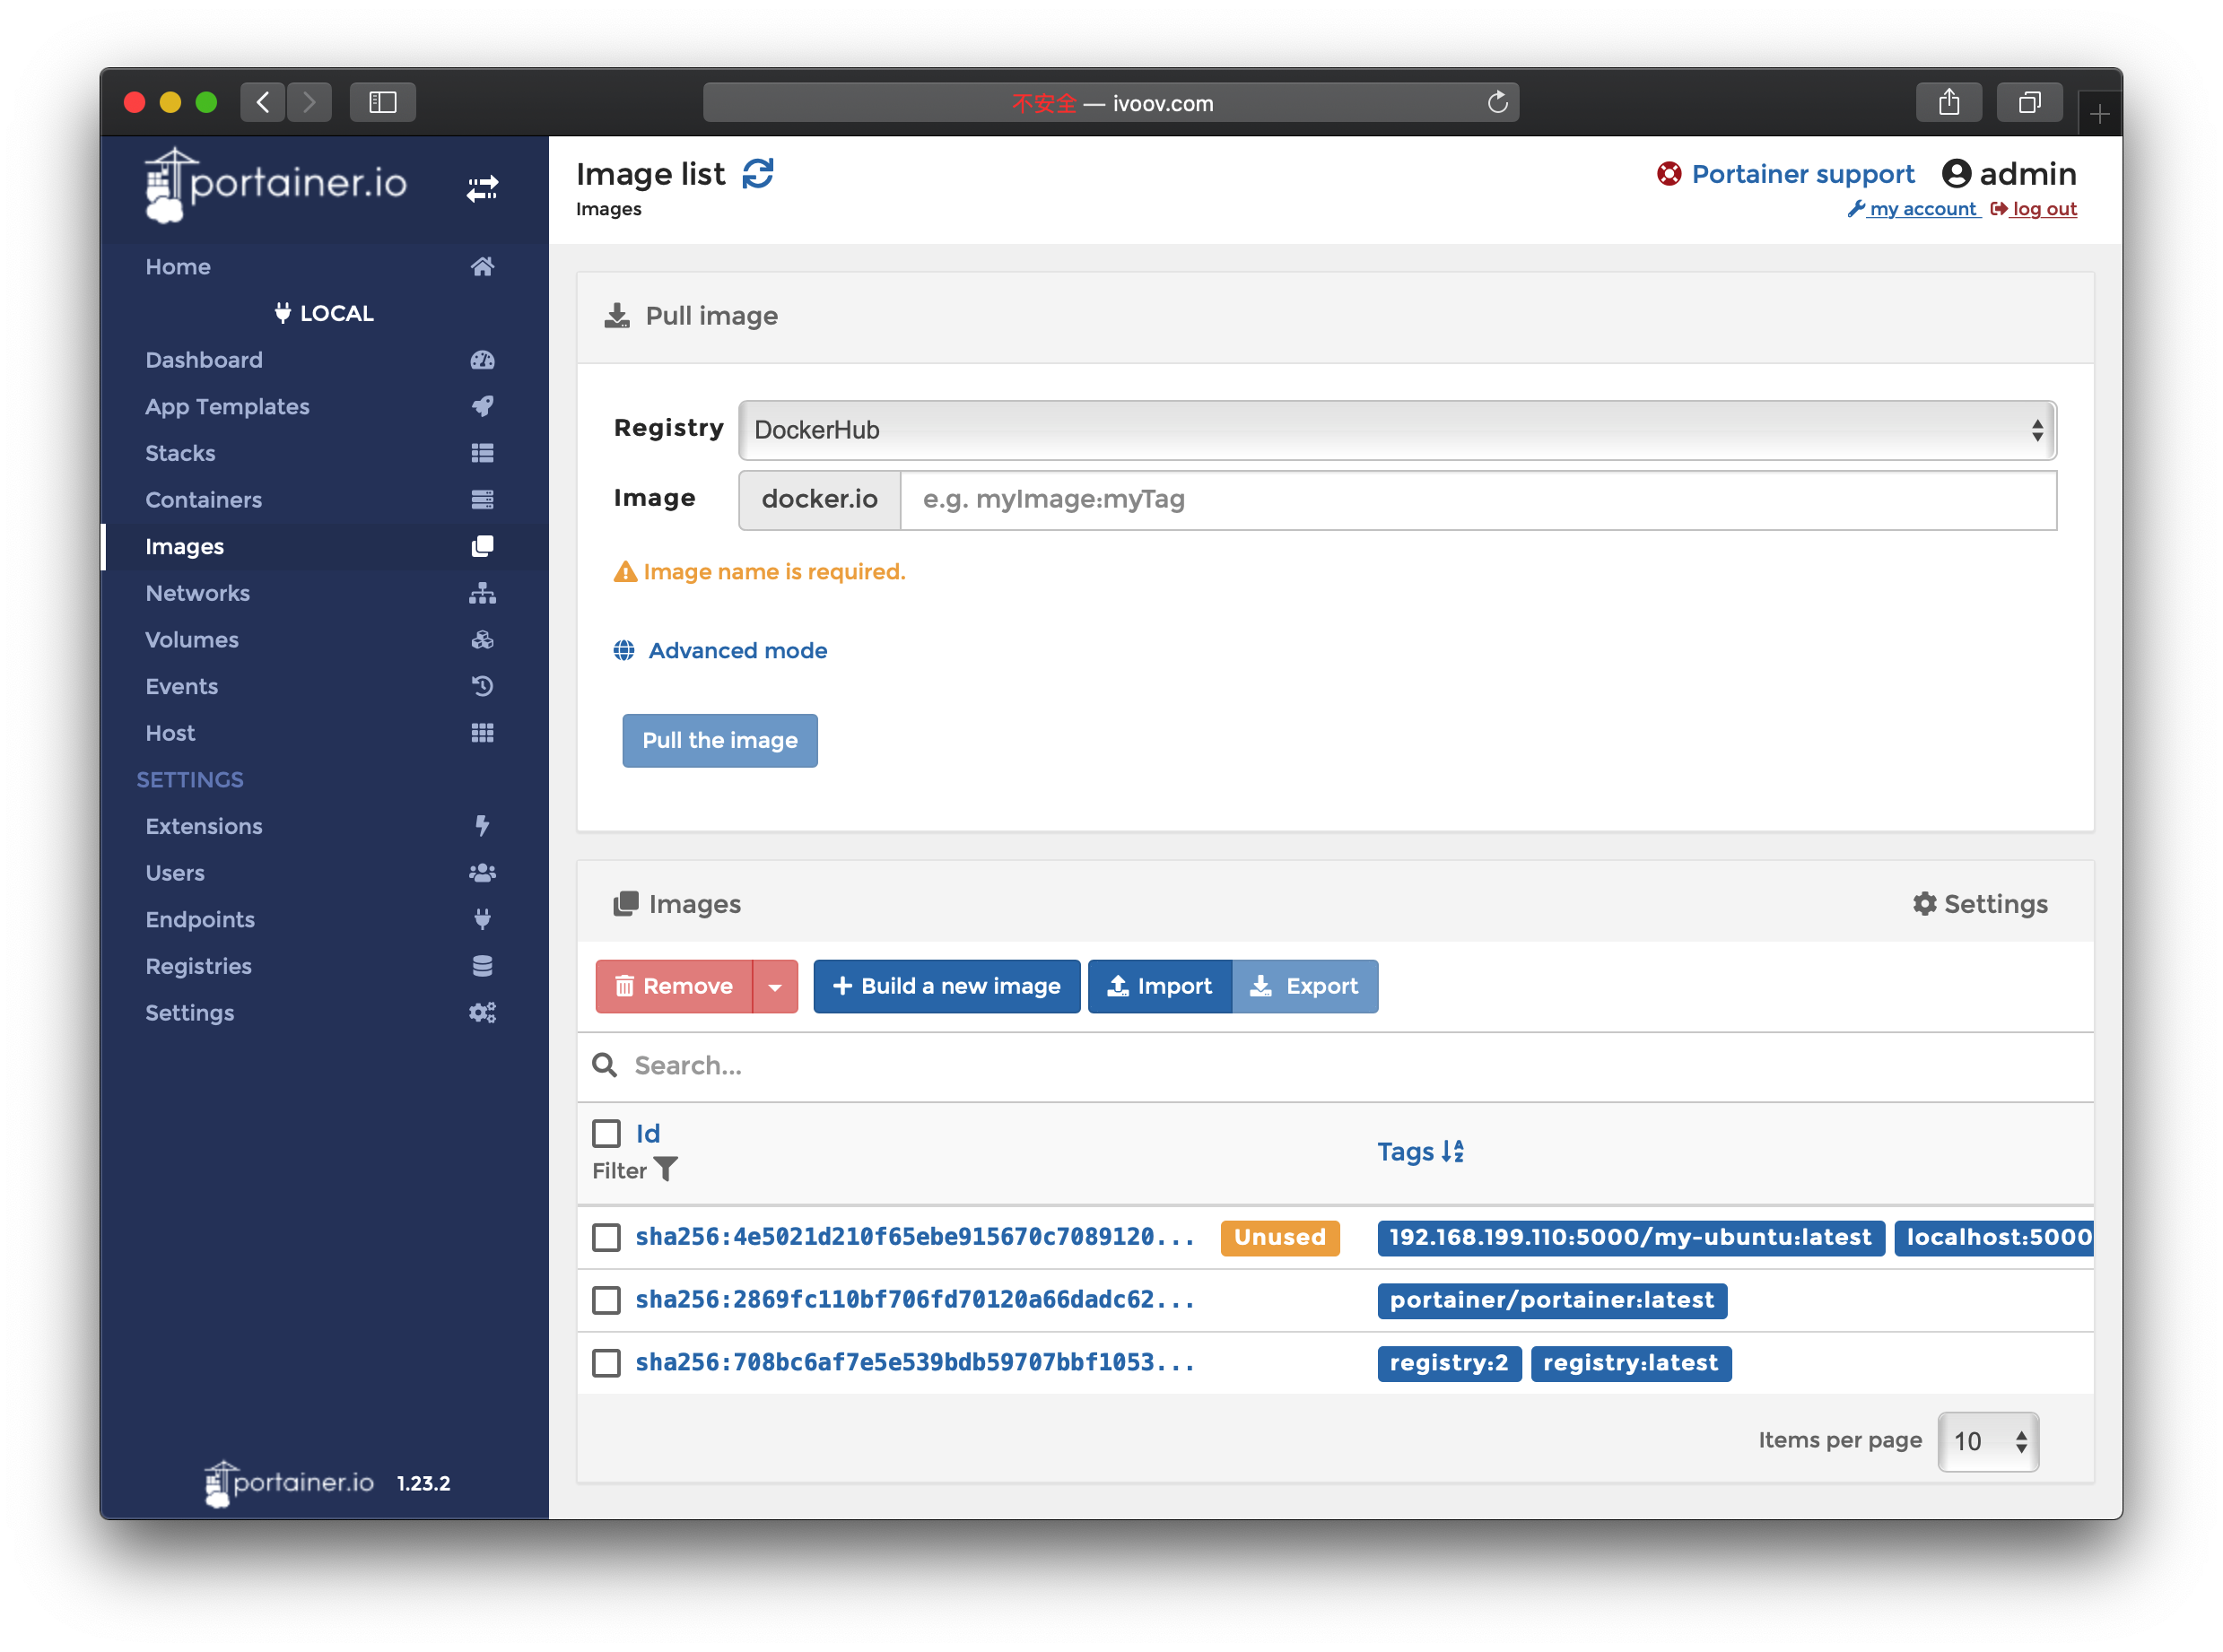 不安全 — ivoov.com
portainer.io
Home
LOCAL
Dashboard
App Templates
Stacks
Containers
Images
Networks
Volumes
Events
Host
SETTINGS
Extensions
Users
Endpoints
Registries
Settings
portainer.io 1.23.2
Image list
Images
Portainer support
admin
my account
log out
Pull image
Registry
DockerHub
Image
docker.io
e.g. myImage:myTag
Image name is required.
Advanced mode
Pull the image
Images
Settings
Remove
Build a new image
Import
Export
Search...
Id
Filter
Tags
sha256:4e5021d210f65ebe915670c7089120... Unused 192.168.199.110:5000/my-ubuntu:latest localhost:5000
sha256:2869fc110bf706fd70120a66dadc62... portainer/portainer:latest
sha256:708bc6af7e5e539bdb59707bbf1053... registry:2 registry:latest
Items per page 10